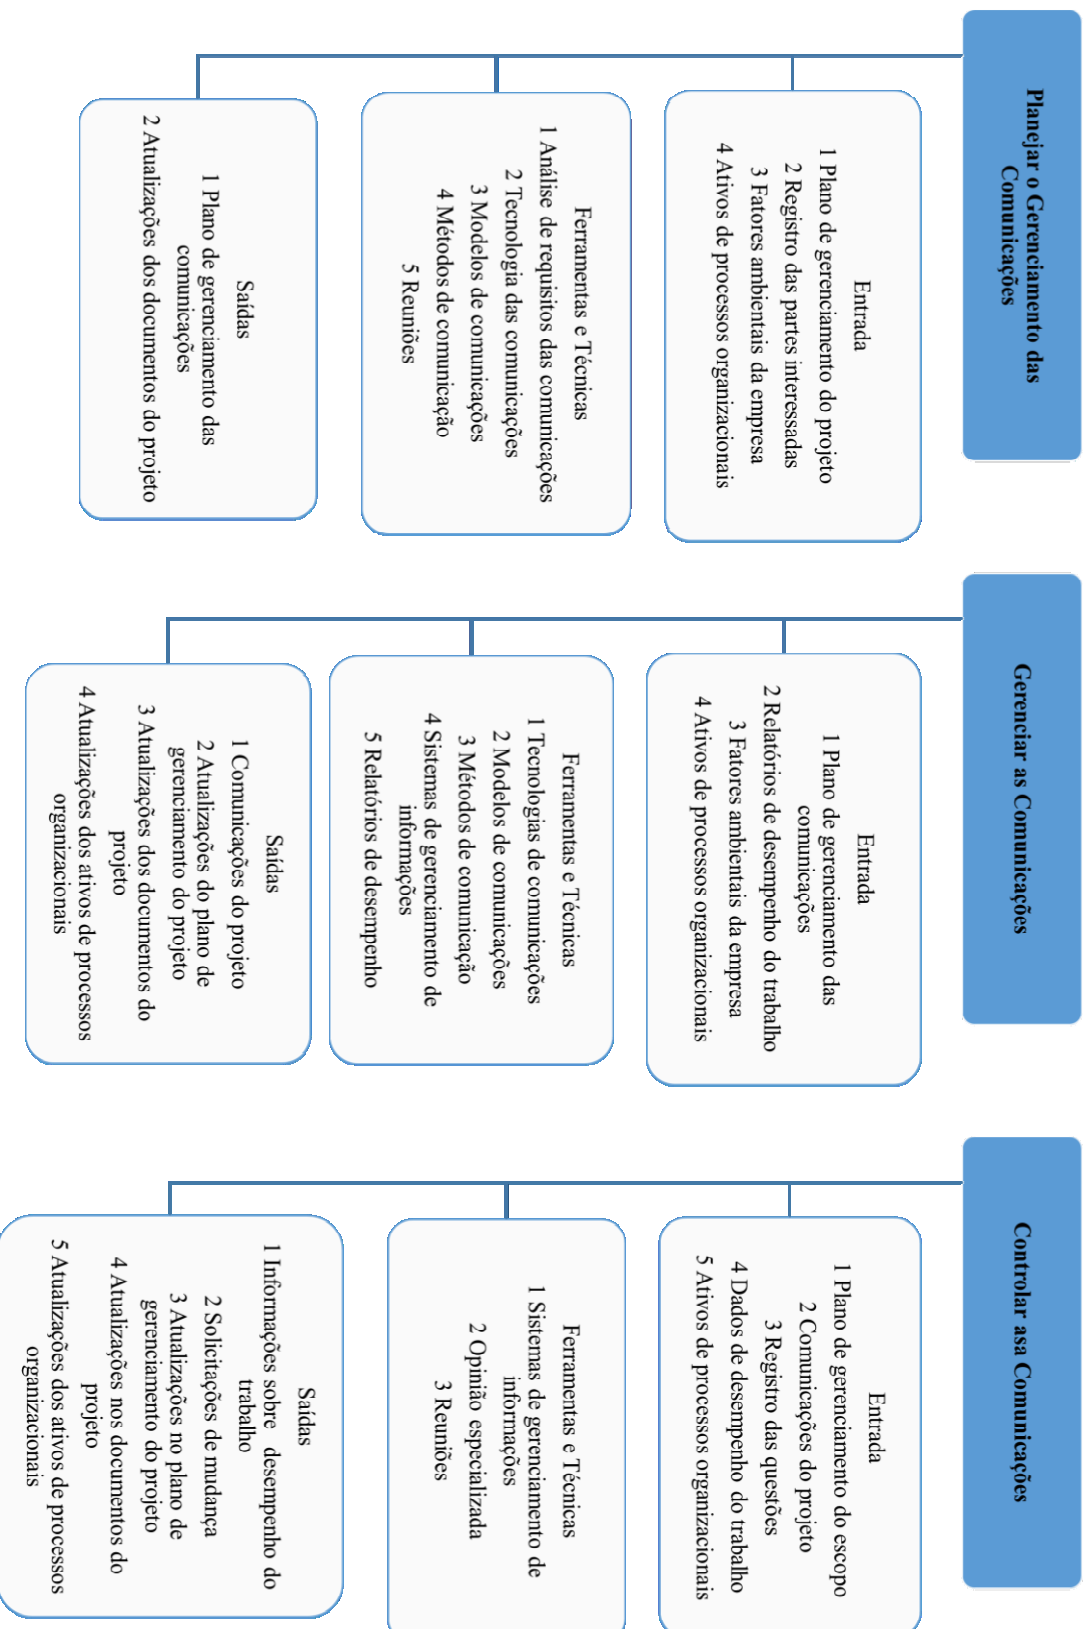 Planejar o Gerenciamento das
Comunicações
Entrada
1 Plano de gerenciamento do projeto
2 Registro das partes interessadas
3 Fatores ambientais da empresa
4 Ativos de processos organizacionais
Ferramentas e Técnicas
1 Análise de requisitos das comunicações
2 Tecnologia das comunicações
3 Modelos de comunicações
4 Métodos de comunicação
5 Reuniões
Saídas
1 Plano de gerenciamento das
comunicações
2 Atualizações dos documentos do projeto
Gerenciar as Comunicações
Entrada
1 Plano de gerenciamento das
comunicações
2 Relatórios de desempenho do trabalho
3 Fatores ambientais da empresa
4 Ativos de processos organizacionais
Ferramentas e Técnicas
1 Tecnologias de comunicações
2 Modelos de comunicações
3 Métodos de comunicação
4 Sistemas de gerenciamento de
informações
5 Relatórios de desempenho
Saídas
1 Comunicações do projeto
2 Atualizações do plano de
gerenciamento do projeto
3 Atualizações dos documentos do
projeto
4 Atualizações dos ativos de processos
organizacionais
Controlar asa Comunicações
Entrada
1 Plano de gerenciamento do escopo
2 Comunicações do projeto
3 Registro das questões
4 Dados de desempenho do trabalho
5 Ativos de processos organizacionais
Ferramentas e Técnicas
1 Sistemas de gerenciamento de
informações
2 Opinião especializada
3 Reuniões
Saídas
1 Informações sobre desempenho do
trabalho
2 Solicitações de mudança
3 Atualizações no plano de
gerenciamento do projeto
4 Atualizações nos documentos do
projeto
5 Atualizações dos ativos de processos
organizacionais